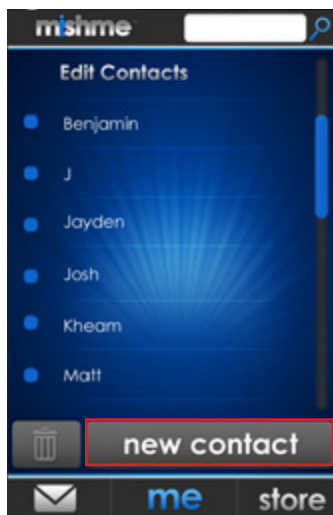 mishme
Edit Contacts
Benjamin
J
Jayden
Josh
Kheam
Matt
new contact
me store